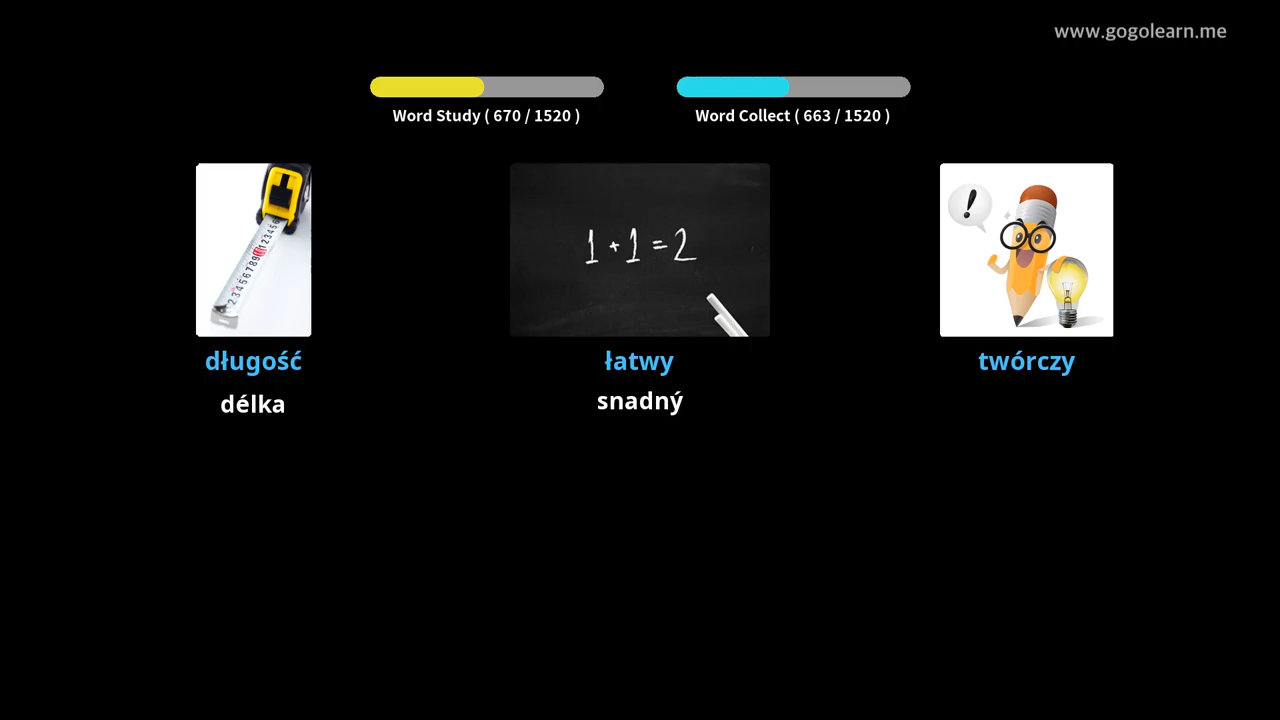 www.gogolearn.me
Word Study ( 670 / 1520 )
Word Collect ( 663 / 1520 )
1 + 1 = 2
!
długość
łatwy
twórczy
délka
snadný